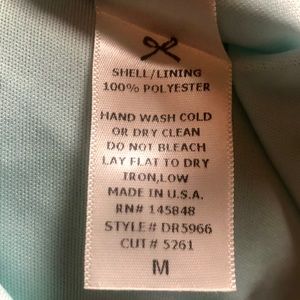 SHELL/LINING
100% POLYESTER
HAND WASH COLD
OR DRY CLEAN
DO NOT BLEACH
LAY FLAT TO DRY
IRON,LOW
MADE IN U.S.A.
RN# 145848
STYLE# DR5966
CUT# 5261
M